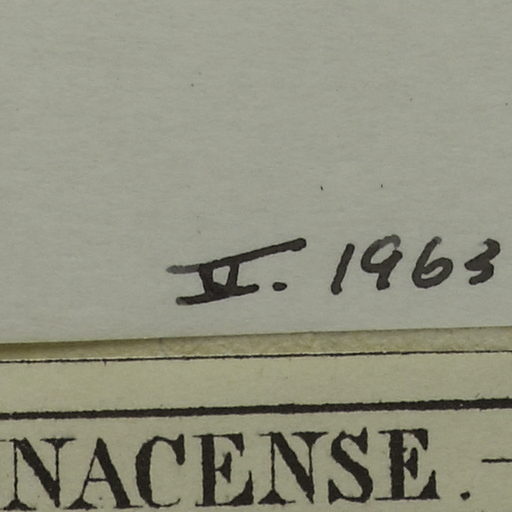 II. 1963
NACENSE. –